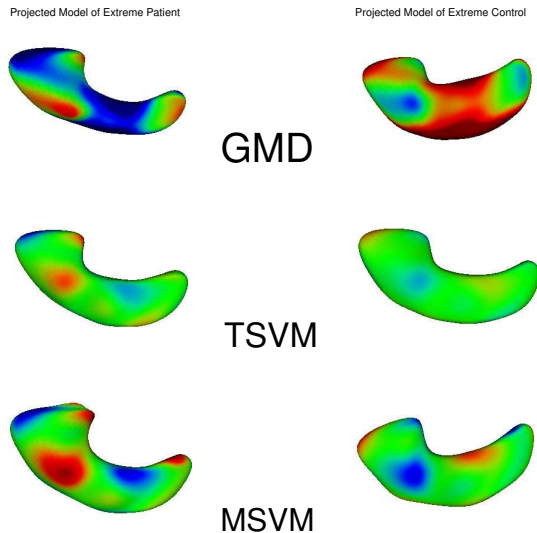 Projected Model of Extreme Patient
Projected Model of Extreme Control
GMD
TSVM
MSVM